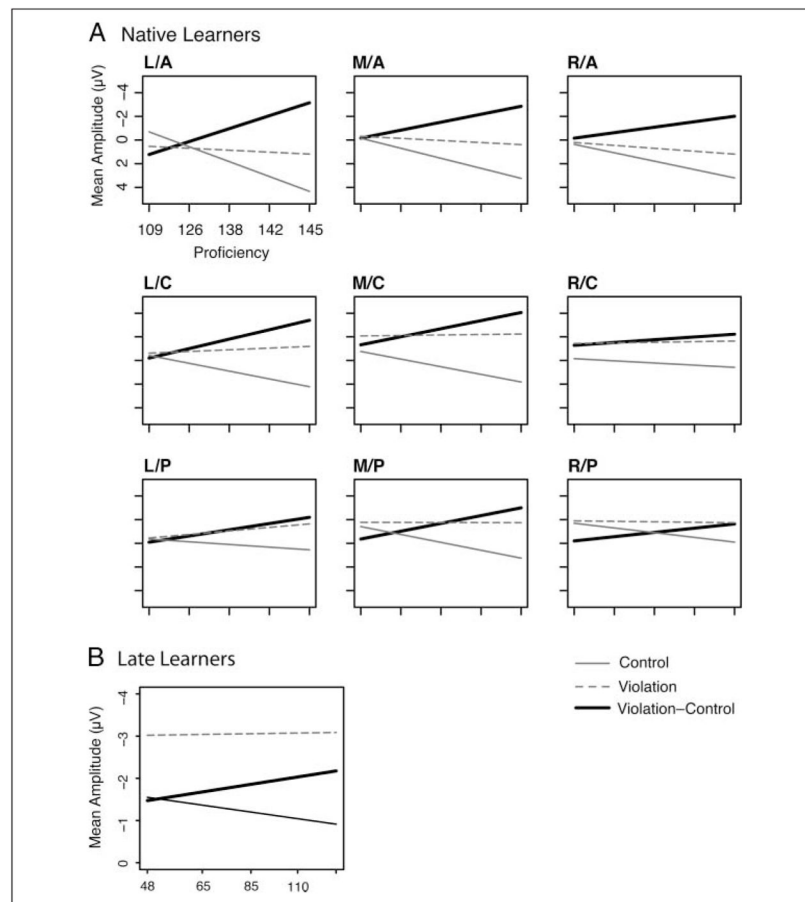 A Native Learners
L/A M/A R/A
Mean Amplitude (µV)
−4
−2
0
2
4
109 126 138 142 145
Proficiency
L/C M/C R/C
L/P M/P R/P
B Late Learners
Control
Violation
Violation–Control
Mean Amplitude (µV)
−4
−3
−2
−1
0
48 65 85 110